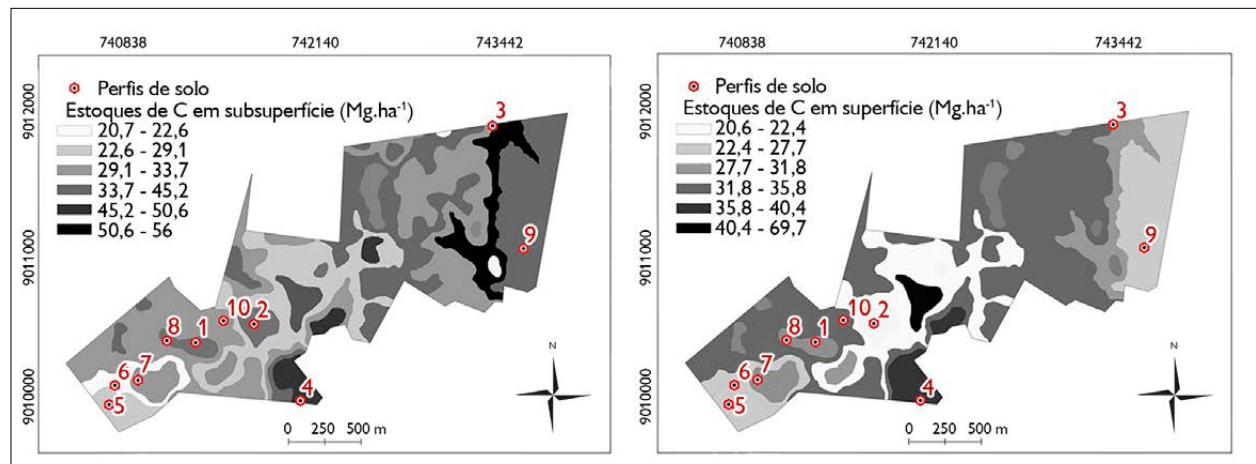 740838 742140 743442
9012000
9011000
9010000
Perfis de solo
Estoques de C em subsuperfície (Mg.ha⁻¹)
20,7 - 22,6
22,6 - 29,1
29,1 - 33,7
33,7 - 45,2
45,2 - 50,6
50,6 - 56
3
9
10 2
8 1
7
6
5
4
N
0 250 500 m
740838 742140 743442
9012000
9011000
9010000
Perfis de solo
Estoques de C em superfície (Mg.ha⁻¹)
20,6 - 22,4
22,4 - 27,7
27,7 - 31,8
31,8 - 35,8
35,8 - 40,4
40,4 - 69,7
3
9
10 2
8 1
7
6
5
4
N
0 250 500 m